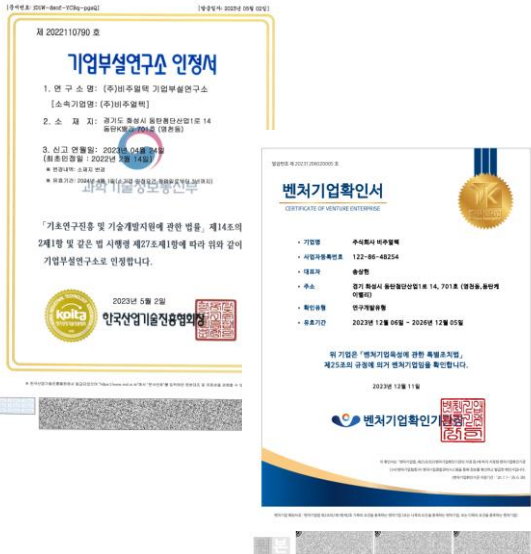 제 2022110790 호
기업부설연구소 인정서
1. 연 구 소 명: (주)비주얼텍 기업부설연구소
[소속기업명: (주)비주얼텍]
2. 소 재 지: 경기도 화성시 동탄첨단산업1로 14
동탄K밸리 701호 (영천동)
3. 신고 연월일: 2023년 04월 24일
(최초인정일 : 2022년 2월 14일)
과학기술정보통신부
「기초연구진흥 및 기술개발지원에 관한 법률」 제14조의
2제1항 및 같은 법 시행령 제27조제1항에 따라 위와 같이
기업부설연구소로 인정합니다.
2023년 5월 2일
koita
한국산업기술진흥협회장
벤처기업확인서
CERTIFICATE OF VENTURE ENTERPRISE
• 기업명 주식회사 비주얼텍
• 사업자등록번호 122-86-48254
• 대표자 송상현
• 주소 경기 화성시 동탄첨단산업1로 14, 701호 (영천동,동탄케
이밸리)
• 확인유형 연구개발유형
• 유효기간 2023년 12월 06일 ~ 2026년 12월 05일
위 기업은 「벤처기업육성에 관한 특별조치법」
제25조의 규정에 의거 벤처기업임을 확인합니다.
2023년 12월 11일
벤처기업확인기관장